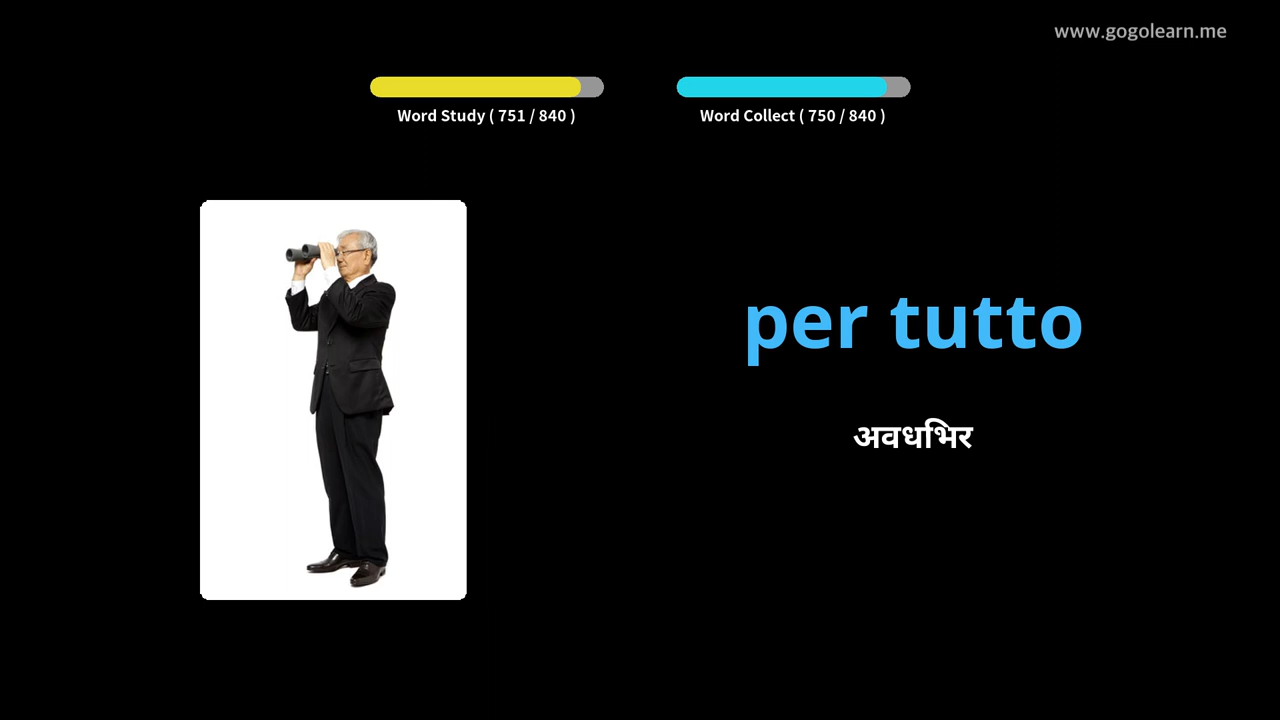 www.gogolearn.me
Word Study ( 751 / 840 )
Word Collect ( 750 / 840 )
per tutto
अवधभिर